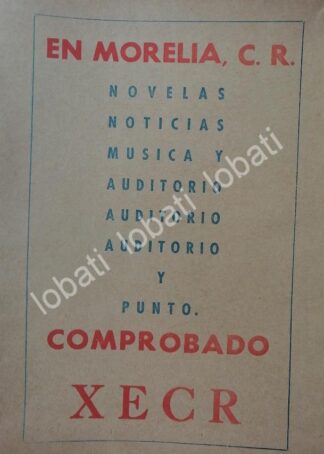 EN MORELIA, C. R.
NOVELAS
NOTICIAS
MUSICA Y
AUDITORIO
AUDITORIO
AUDITORIO
Y
PUNTO.
COMPROBADO
XECR
lobati lobati lobati